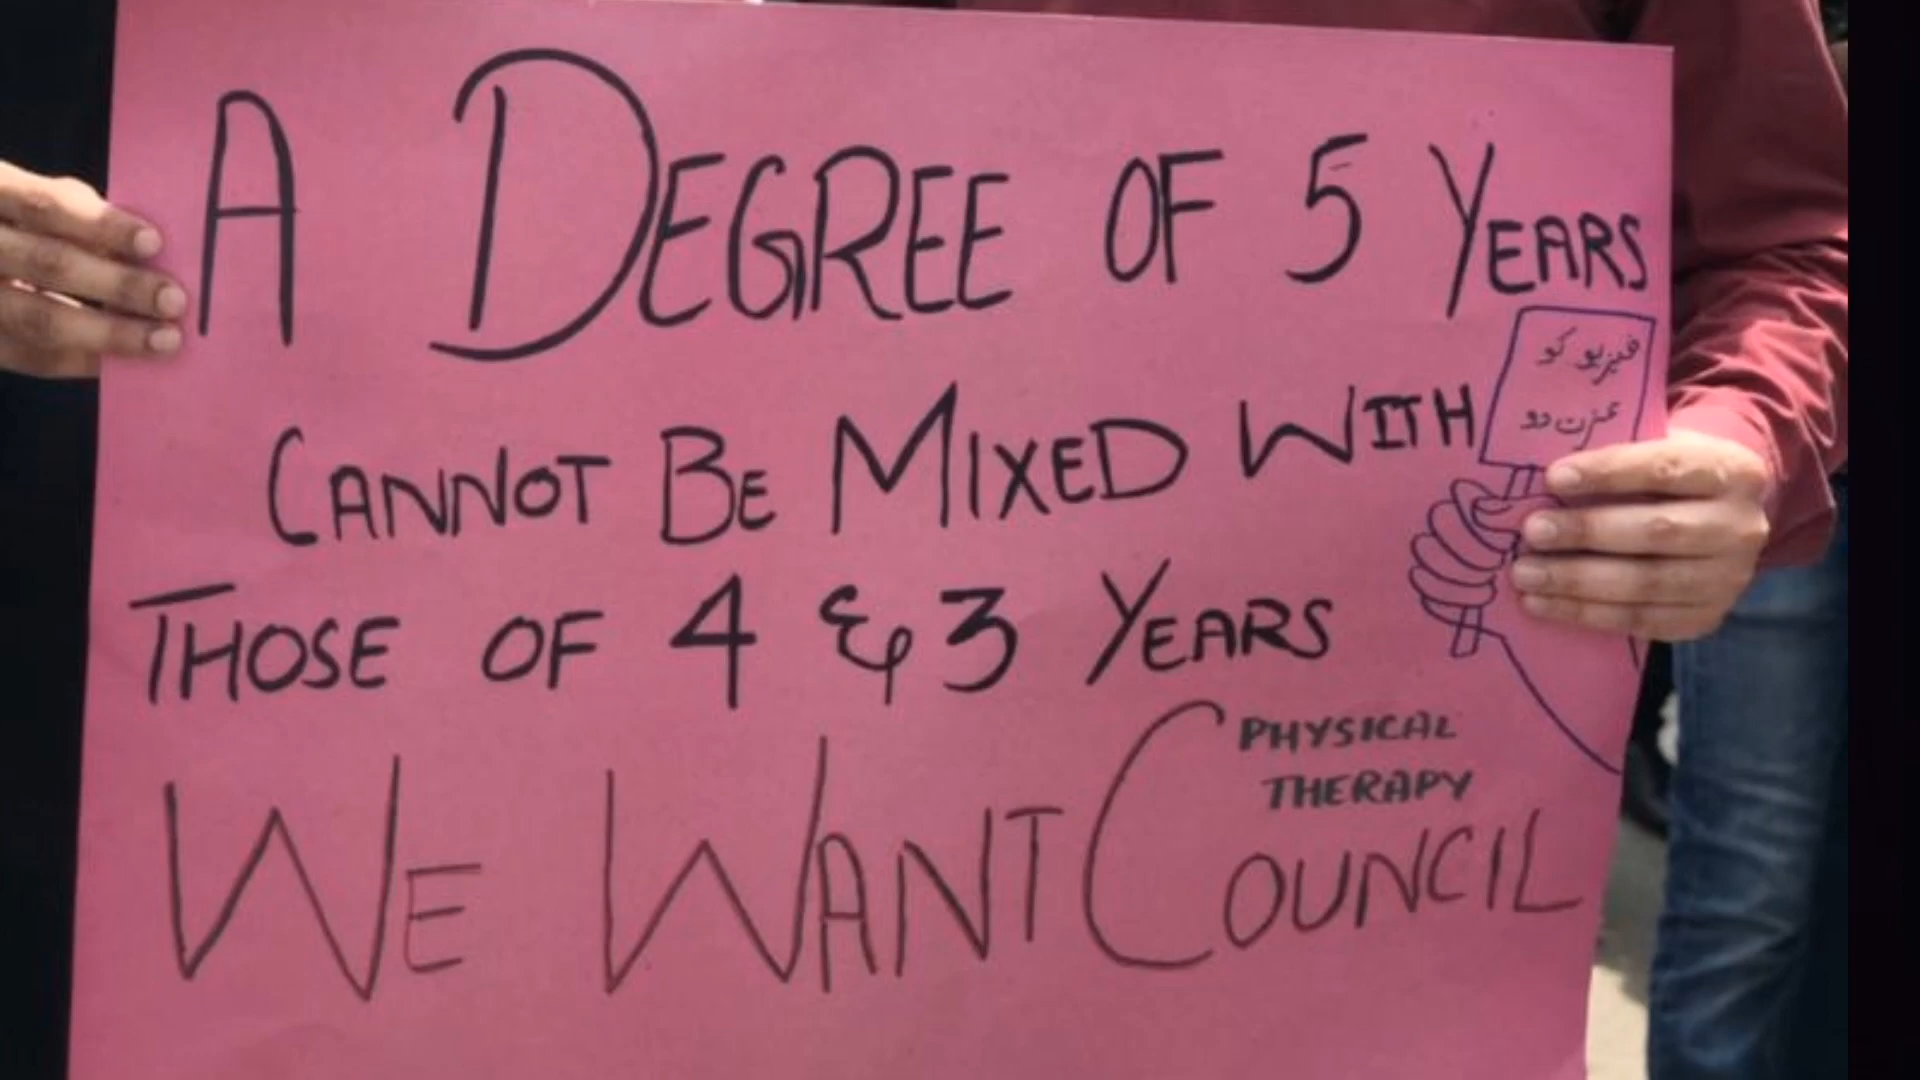 A DEGREE OF 5 YEARS
فیزیو کو
عزت دو
CANNOT BE MIXED WITH
THOSE OF 4 & 3 YEARS
WE WANT PHYSICAL
THERAPY
COUNCIL